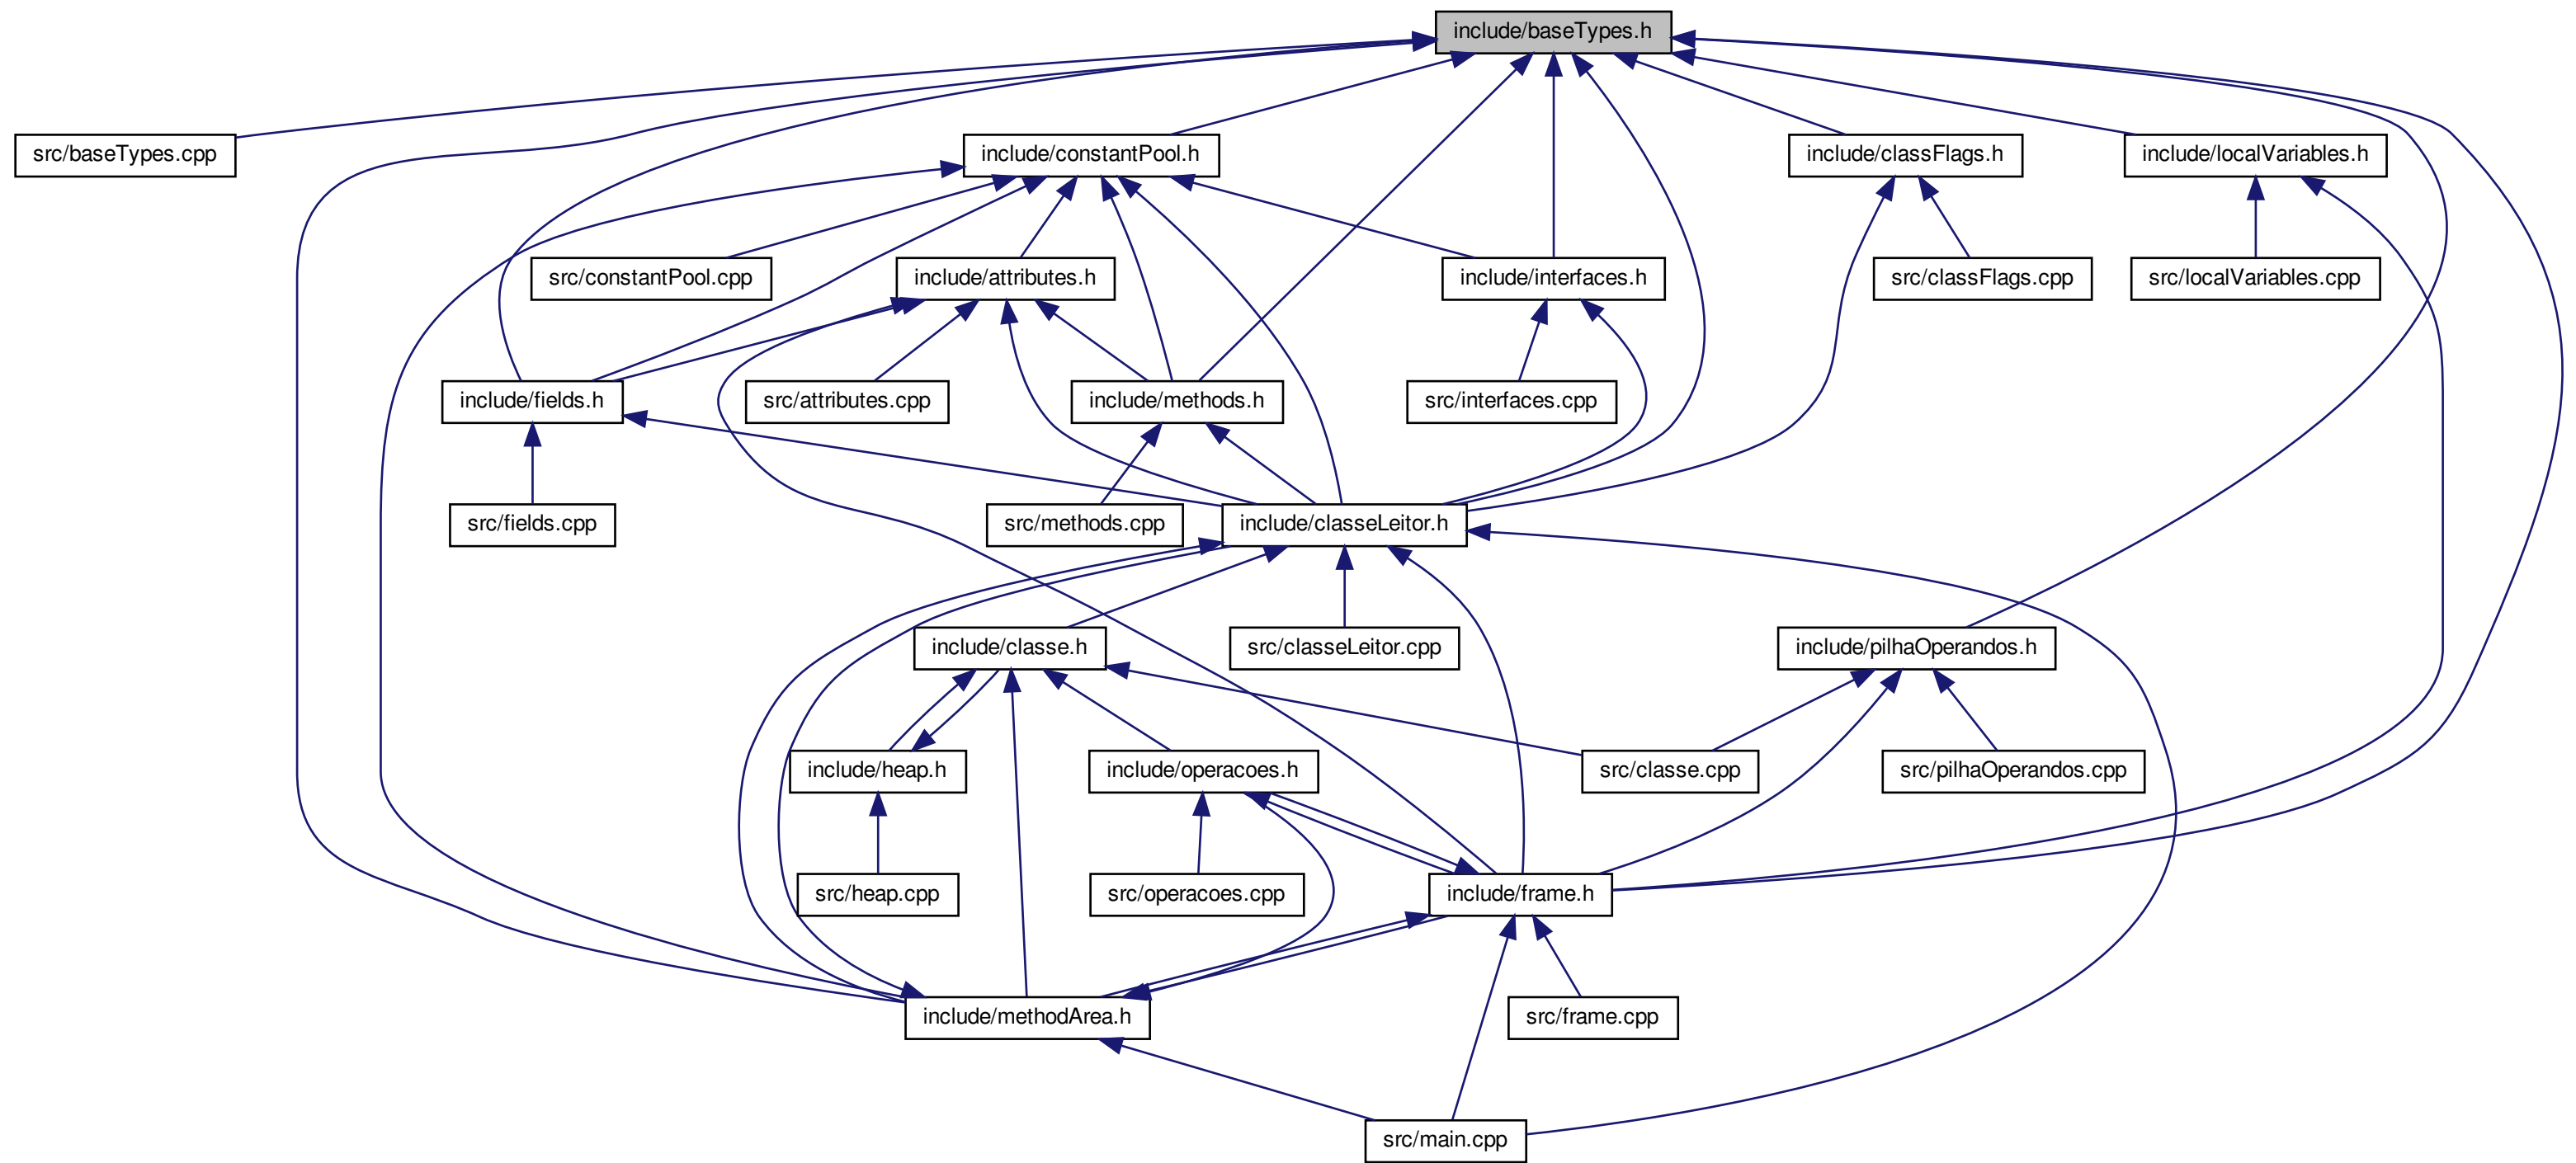 include/baseTypes.h
src/baseTypes.cpp
include/constantPool.h
include/classFlags.h
include/localVariables.h
src/constantPool.cpp
include/attributes.h
include/interfaces.h
src/classFlags.cpp
src/localVariables.cpp
include/fields.h
src/attributes.cpp
include/methods.h
src/interfaces.cpp
src/fields.cpp
src/methods.cpp
include/classeLeitor.h
include/classe.h
src/classeLeitor.cpp
include/pilhaOperandos.h
include/heap.h
include/operacoes.h
src/classe.cpp
src/pilhaOperandos.cpp
src/heap.cpp
src/operacoes.cpp
include/frame.h
include/methodArea.h
src/frame.cpp
src/main.cpp